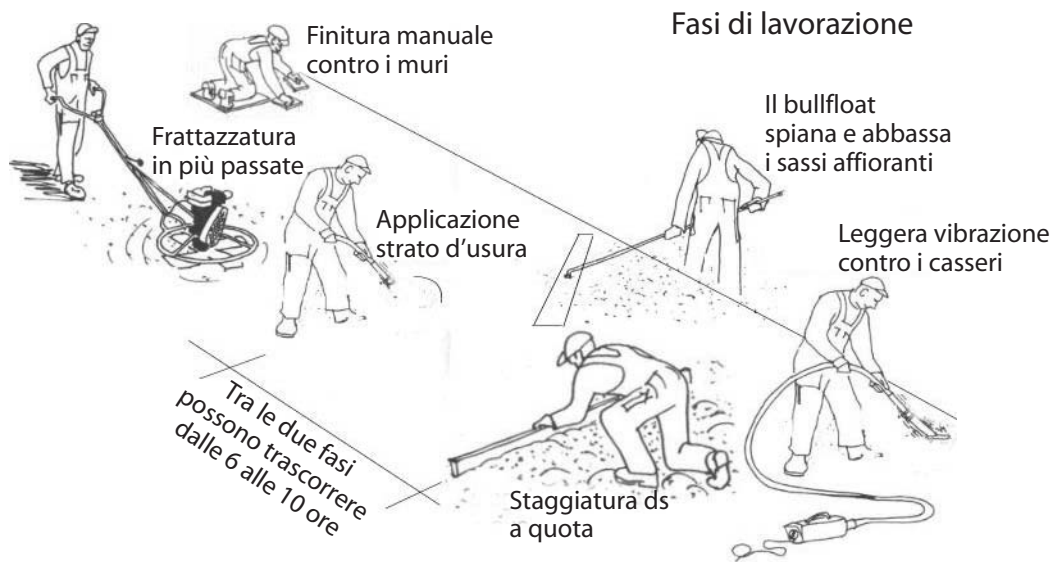 Fasi di lavorazione
Finitura manuale
contro i muri
Frattazzatura
in più passate
Applicazione
strato d'usura
Il bullfloat
spiana e abbassa
i sassi affioranti
Leggera vibrazione
contro i casseri
Tra le due fasi
possono trascorrere
dalle 6 alle 10 ore
Staggiatura ds
a quota